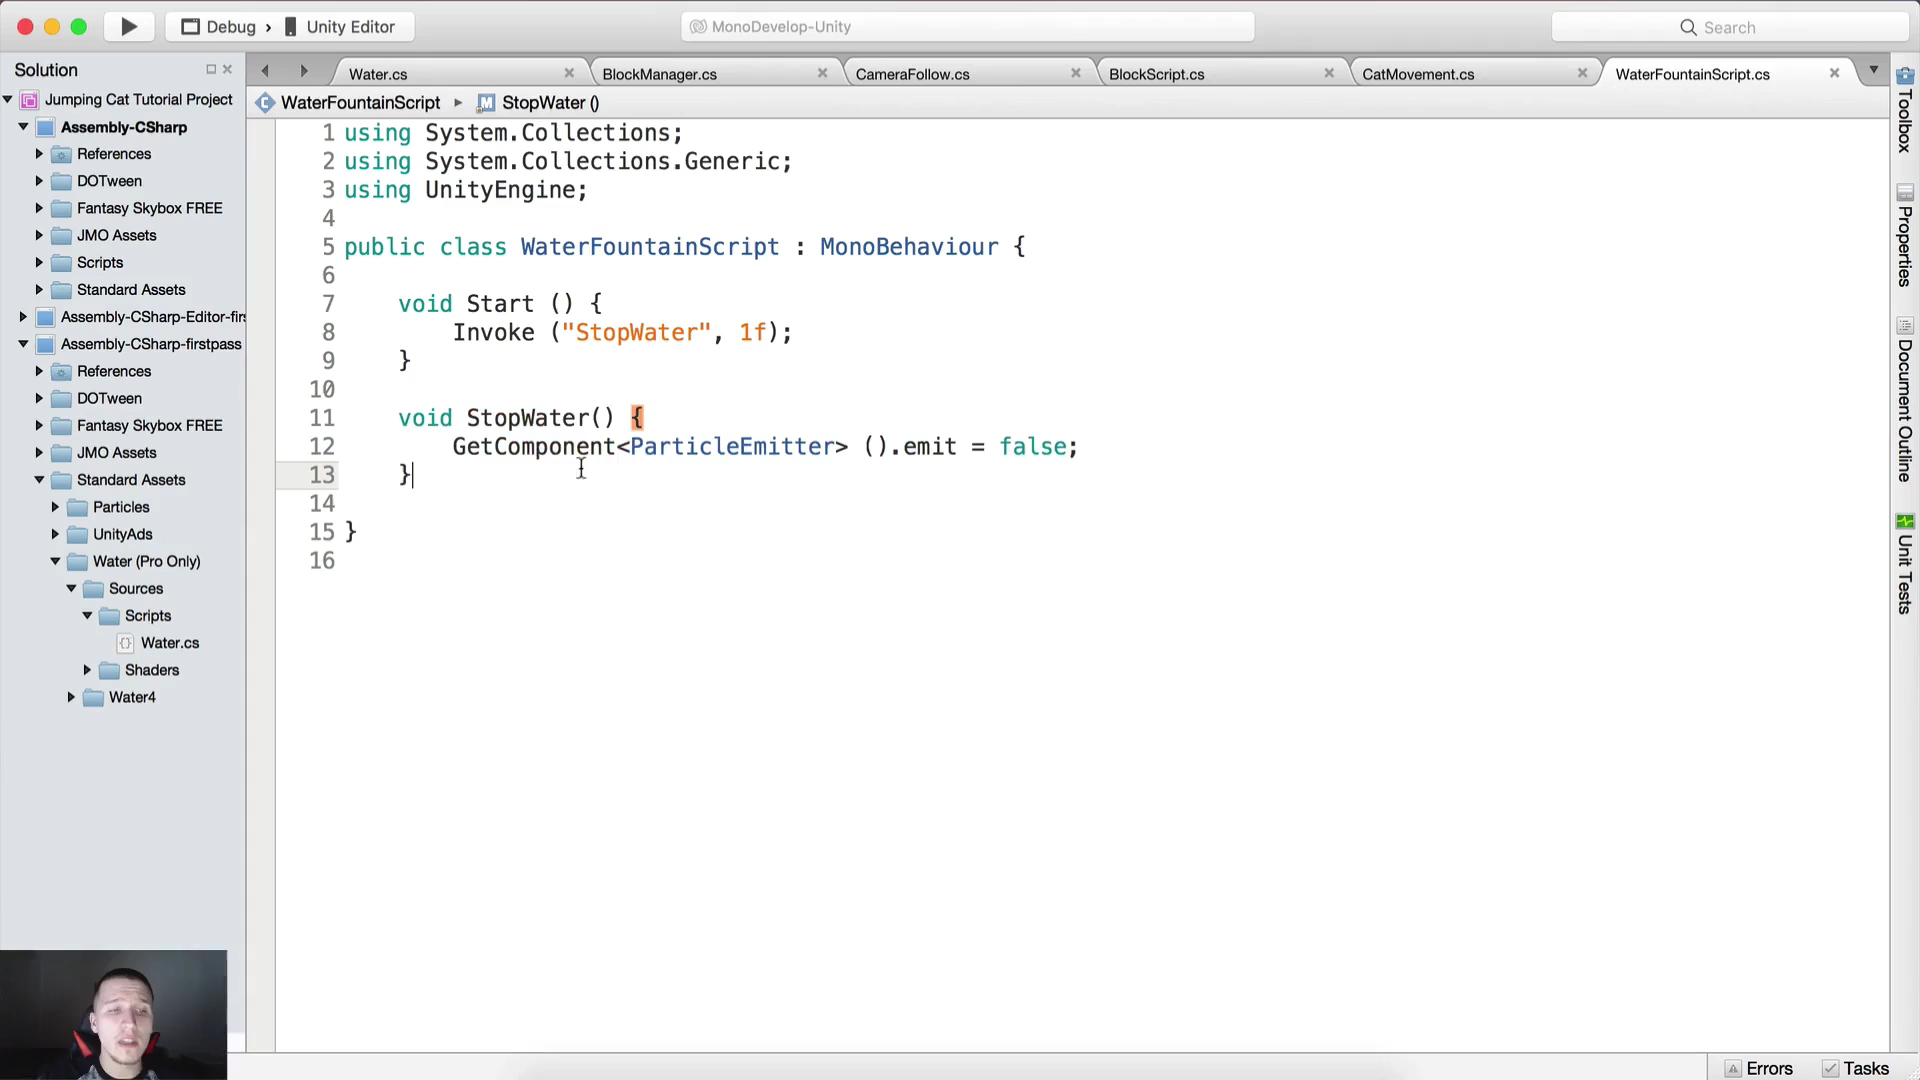 Debug › Unity Editor
MonoDevelop-Unity
Search
Solution
Water.cs
BlockManager.cs
CameraFollow.cs
BlockScript.cs
CatMovement.cs
WaterFountainScript.cs
WaterFountainScript
StopWater ()
Jumping Cat Tutorial Project
Assembly-CSharp
References
DOTween
Fantasy Skybox FREE
JMO Assets
Scripts
Standard Assets
Assembly-CSharp-Editor-firs
Assembly-CSharp-firstpass
References
DOTween
Fantasy Skybox FREE
JMO Assets
Standard Assets
Particles
UnityAds
Water (Pro Only)
Sources
Scripts
Water.cs
Shaders
Water4
1 using System.Collections;
2 using System.Collections.Generic;
3 using UnityEngine;
4
5 public class WaterFountainScript : MonoBehaviour {
6
7 void Start () {
8 Invoke ("StopWater", 1f);
9 }
10
11 void StopWater() {
12 GetComponent<ParticleEmitter> ().emit = false;
13 }
14
15 }
16
Toolbox
Properties
Document Outline
Unit Tests
Errors
Tasks